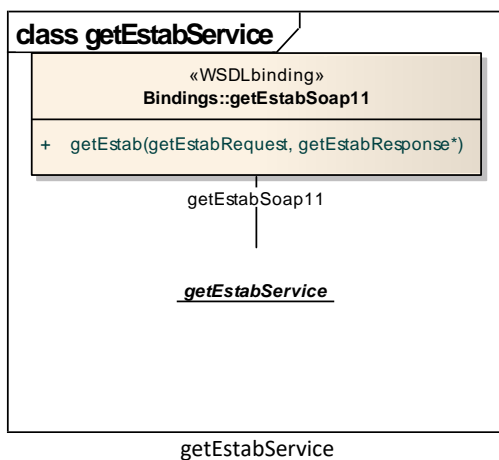 class getEstabService
«WSDLbinding»
Bindings::getEstabSoap11
+ getEstab(getEstabRequest, getEstabResponse*)
getEstabSoap11
getEstabService
getEstabService